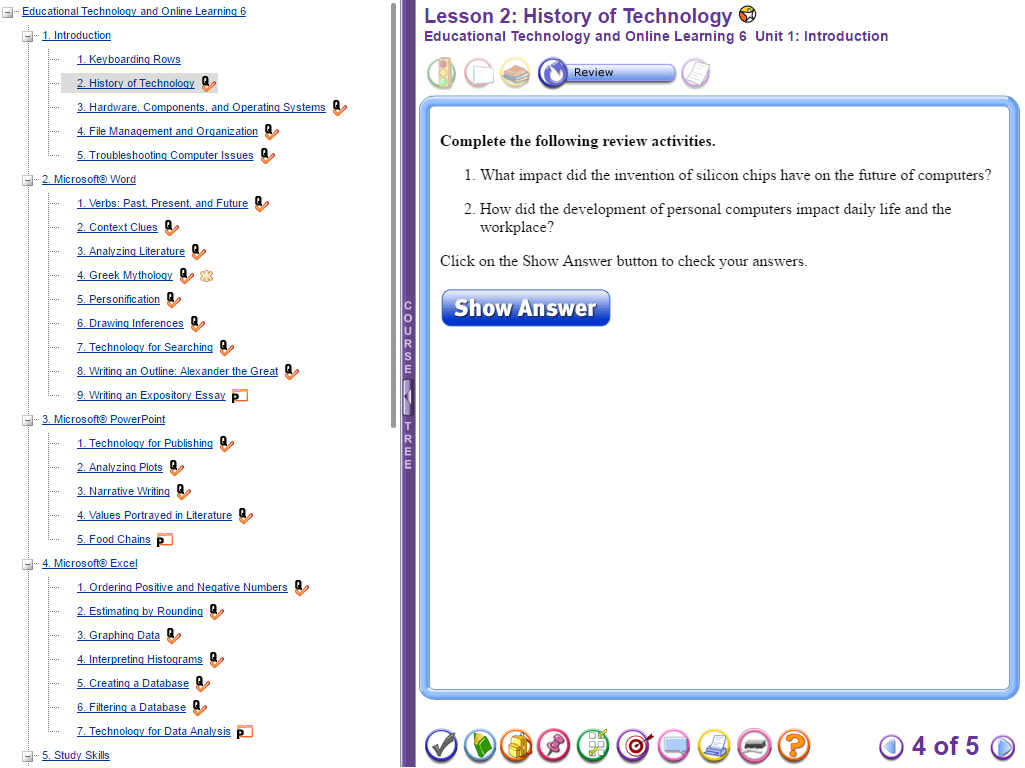 Educational Technology and Online Learning 6
1. Introduction
1. Keyboarding Rows
2. History of Technology
3. Hardware, Components, and Operating Systems
4. File Management and Organization
5. Troubleshooting Computer Issues
2. Microsoft® Word
1. Verbs: Past, Present, and Future
2. Context Clues
3. Analyzing Literature
4. Greek Mythology
5. Personification
6. Drawing Inferences
7. Technology for Searching
8. Writing an Outline: Alexander the Great
9. Writing an Expository Essay
3. Microsoft® PowerPoint
1. Technology for Publishing
2. Analyzing Plots
3. Narrative Writing
4. Values Portrayed in Literature
5. Food Chains
4. Microsoft® Excel
1. Ordering Positive and Negative Numbers
2. Estimating by Rounding
3. Graphing Data
4. Interpreting Histograms
5. Creating a Database
6. Filtering a Database
7. Technology for Data Analysis
5. Study Skills
COURSE TREE
Lesson 2: History of Technology
Educational Technology and Online Learning 6 Unit 1: Introduction
Review
Complete the following review activities.
1. What impact did the invention of silicon chips have on the future of computers?
2. How did the development of personal computers impact daily life and the
workplace?
Click on the Show Answer button to check your answers.
Show Answer
4 of 5